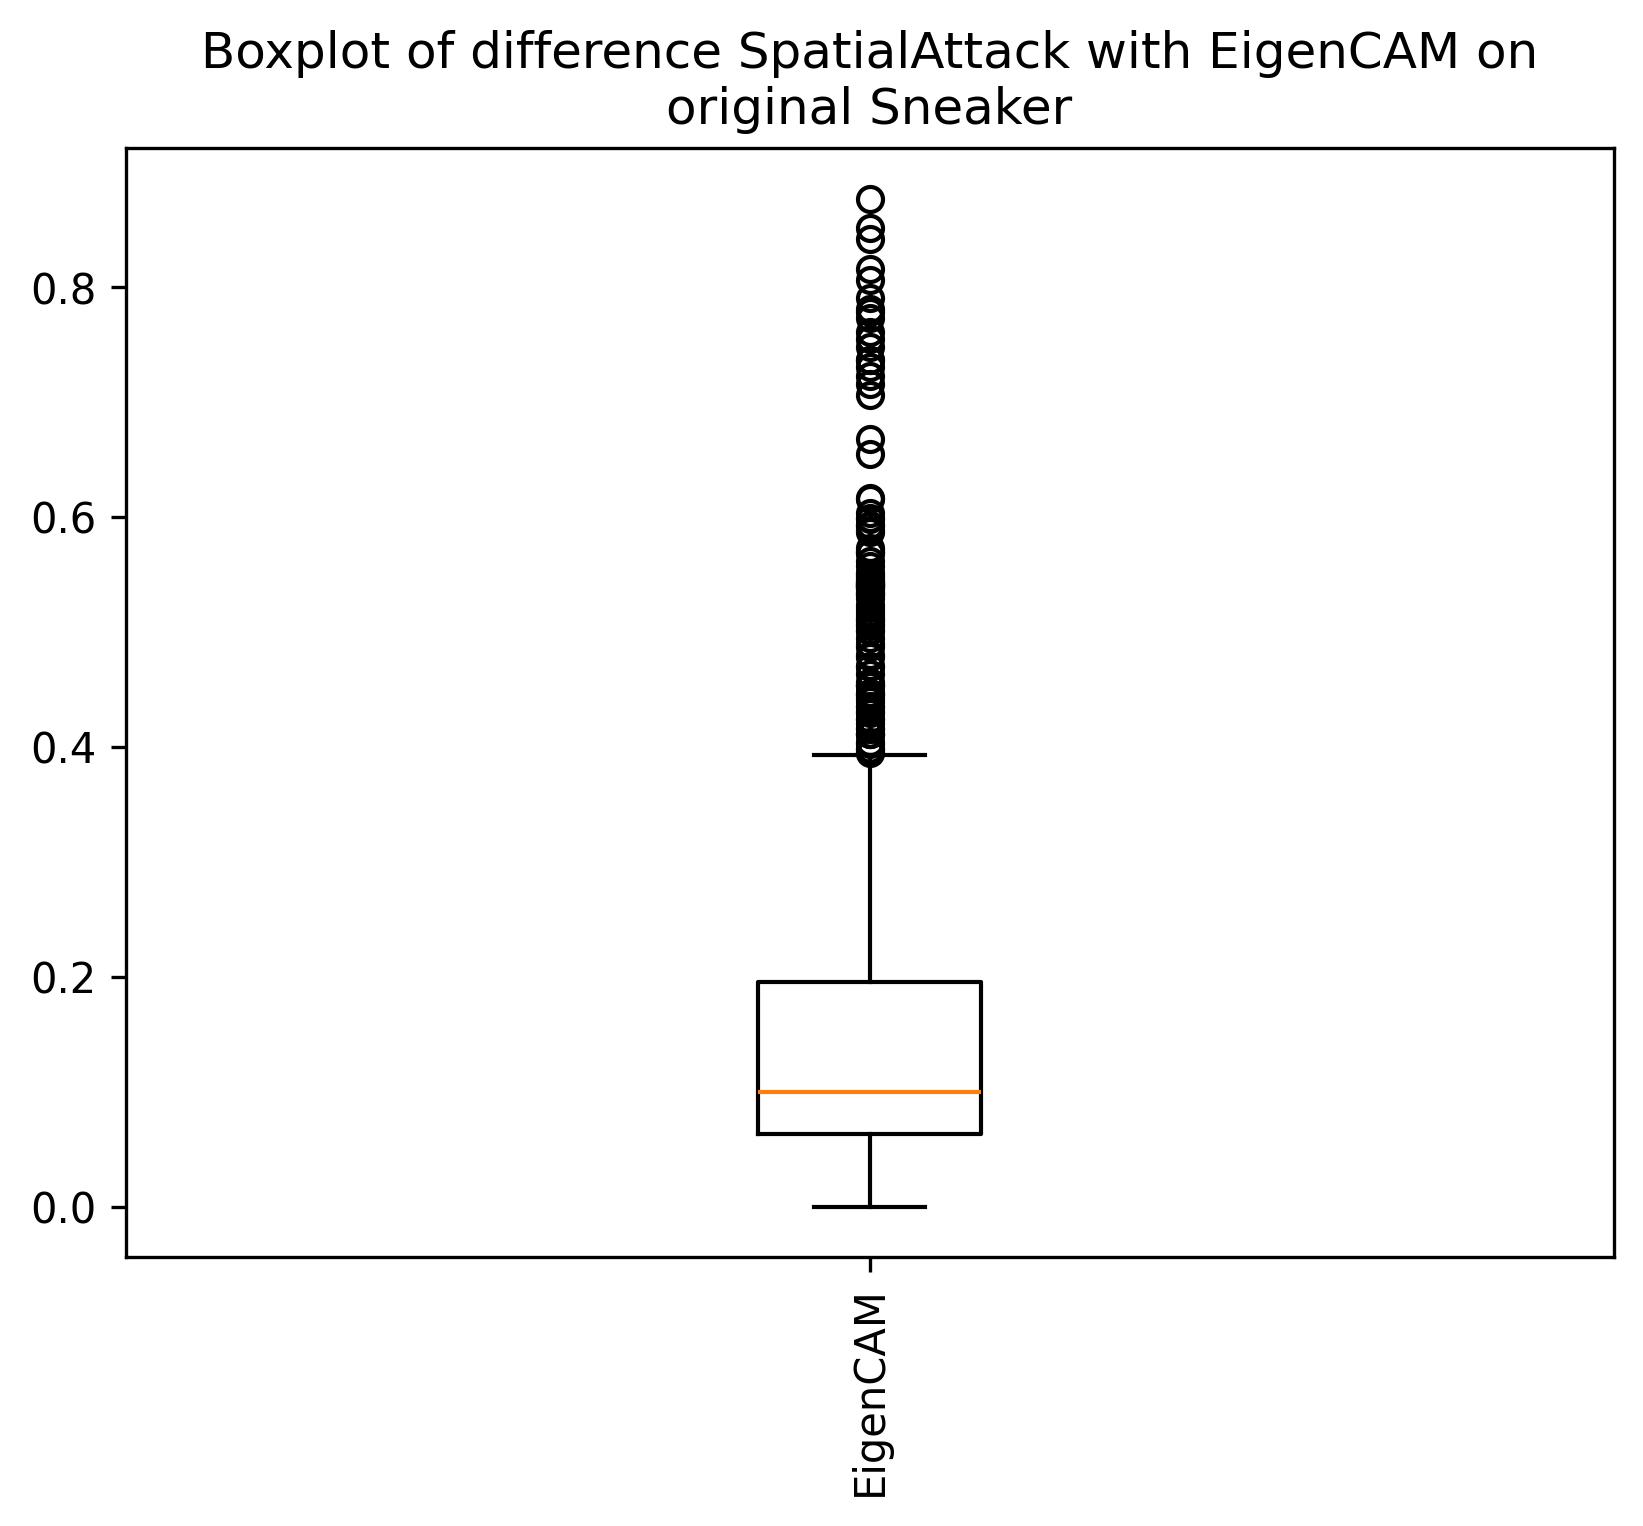 Boxplot of difference SpatialAttack with EigenCAM on
original Sneaker
0.8
0.6
0.4
0.2
0.0
EigenCAM